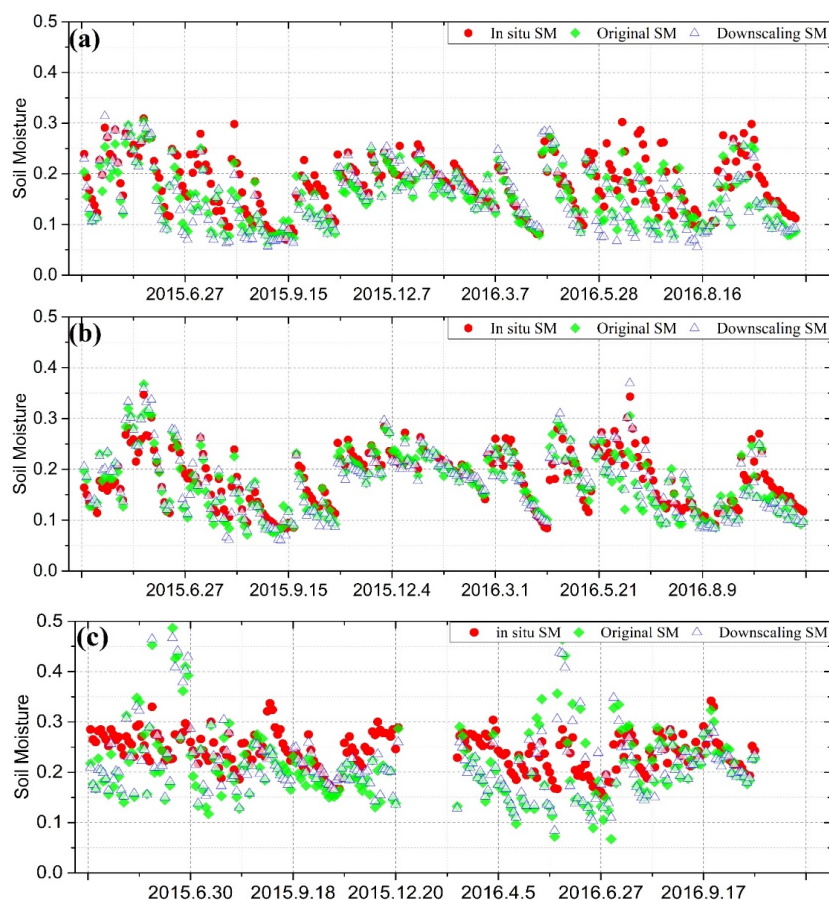 (a)
In situ SM Original SM Downscaling SM
0.5
0.4
0.3
0.2
0.1
0.0
Soil Moisture
2015.6.27 2015.9.15 2015.12.7 2016.3.7 2016.5.28 2016.8.16
(b)
In situ SM Original SM Downscaling SM
0.5
0.4
0.3
0.2
0.1
0.0
Soil Moisture
2015.6.27 2015.9.15 2015.12.4 2016.3.1 2016.5.21 2016.8.9
(c)
in situ SM Original SM Downscaling SM
0.5
0.4
0.3
0.2
0.1
0.0
Soil Moisture
2015.6.30 2015.9.18 2015.12.20 2016.4.5 2016.6.27 2016.9.17